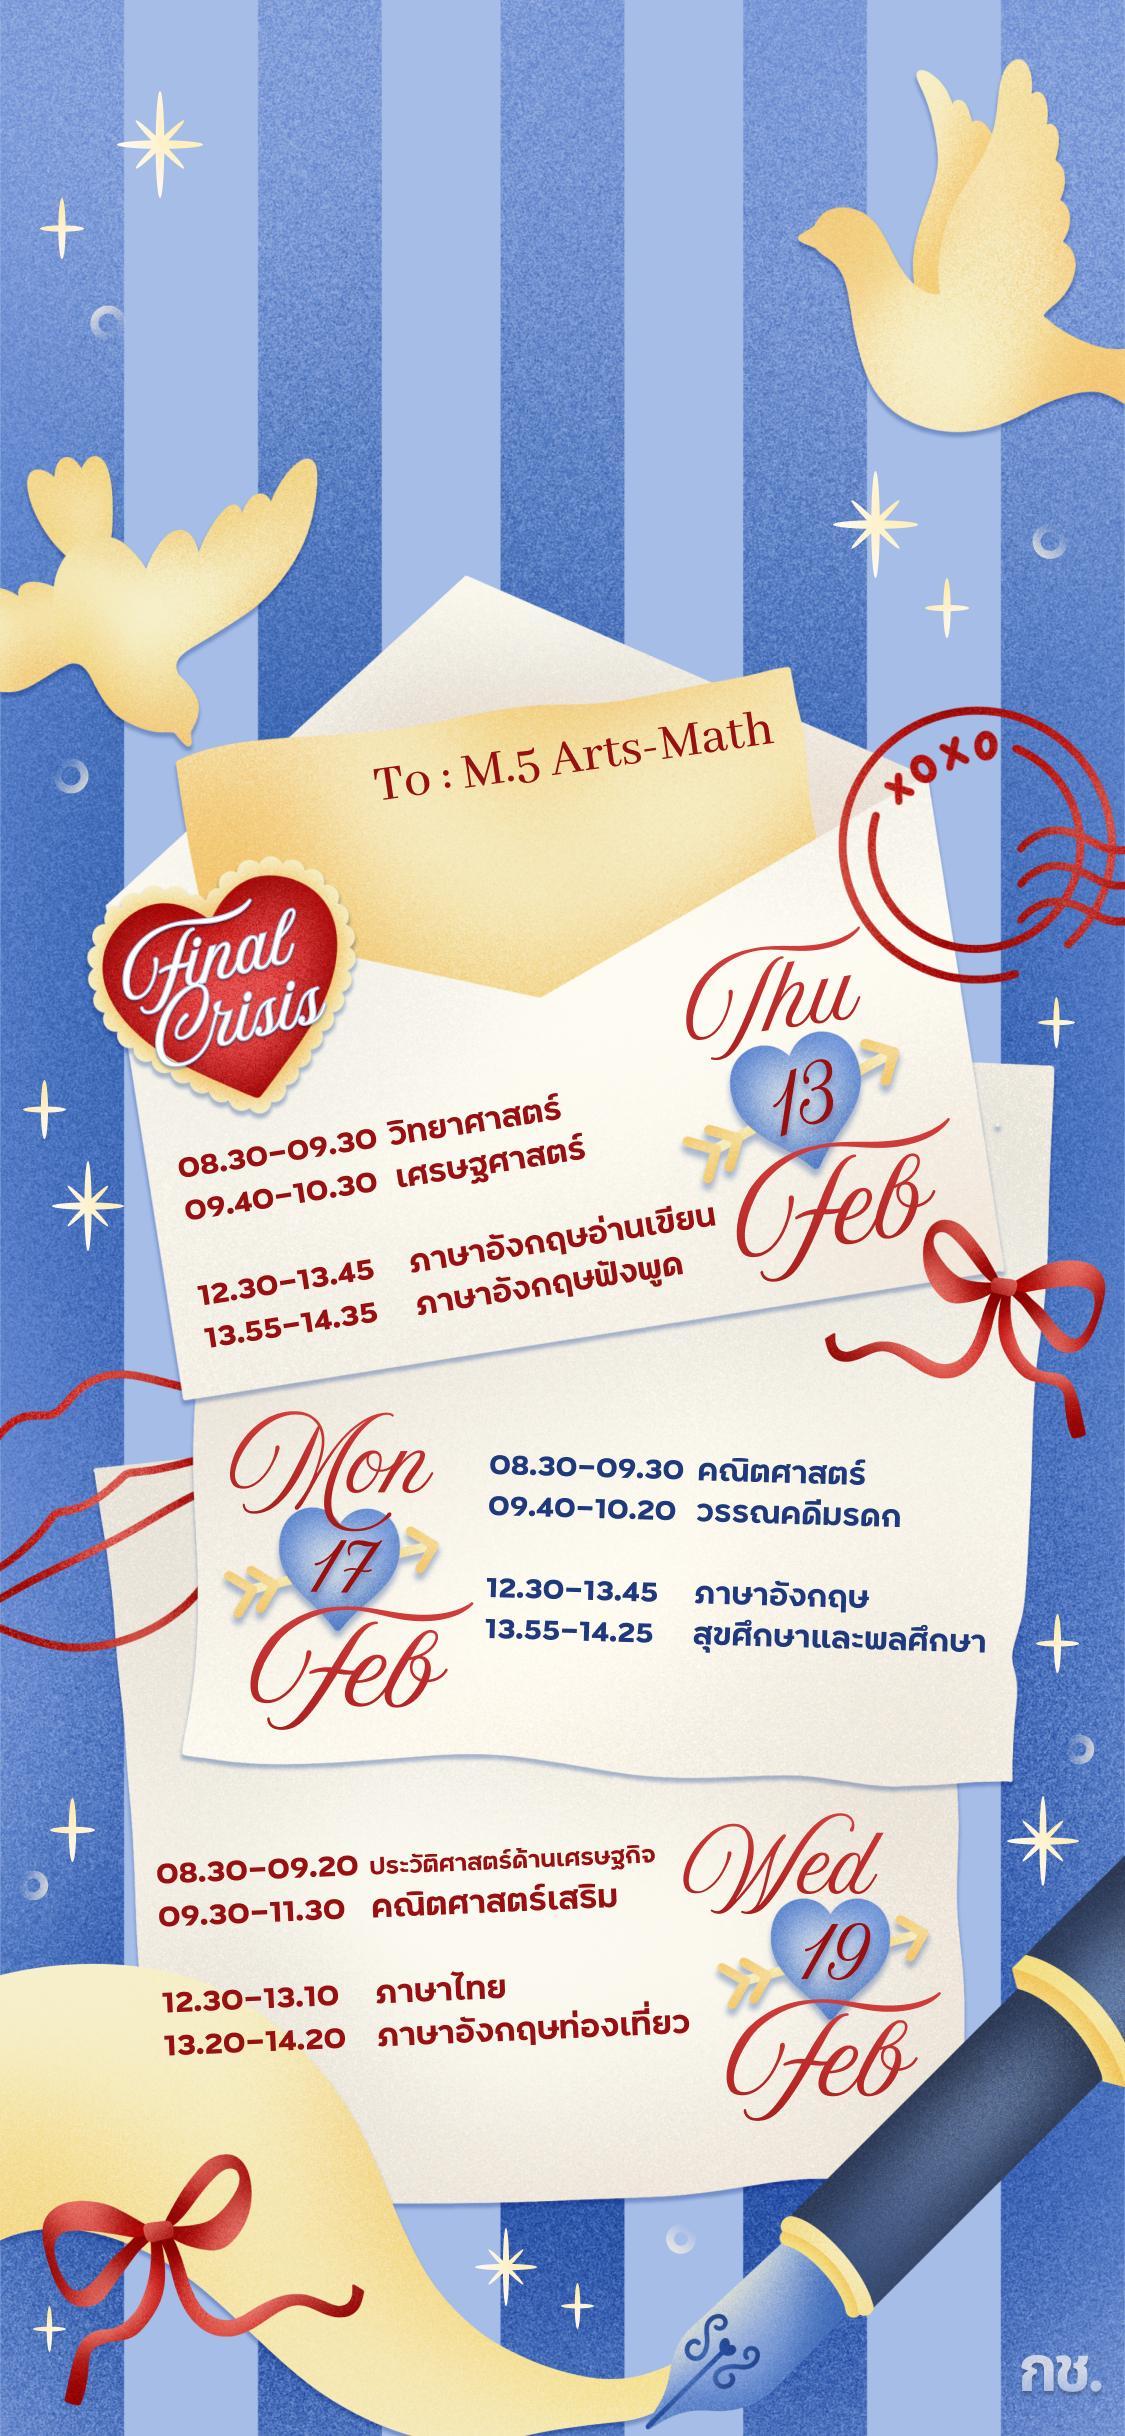 To : M.5 Arts-Math
xoxo
Final
Crisis
Thu
13
Feb
08.30-09.30 วิทยาศาสตร์
09.40-10.30 เศรษฐศาสตร์
12.30-13.45 ภาษาอังกฤษอ่านเขียน
13.55-14.35 ภาษาอังกฤษฟังพูด
Mon
17
Feb
08.30-09.30 คณิตศาสตร์
09.40-10.20 วรรณคดีมรดก
12.30-13.45 ภาษาอังกฤษ
13.55-14.25 สุขศึกษาและพลศึกษา
Wed
19
Feb
08.30-09.20 ประวัติศาสตร์ด้านเศรษฐกิจ
09.30-11.30 คณิตศาสตร์เสริม
12.30-13.10 ภาษาไทย
13.20-14.20 ภาษาอังกฤษท่องเที่ยว
กช.